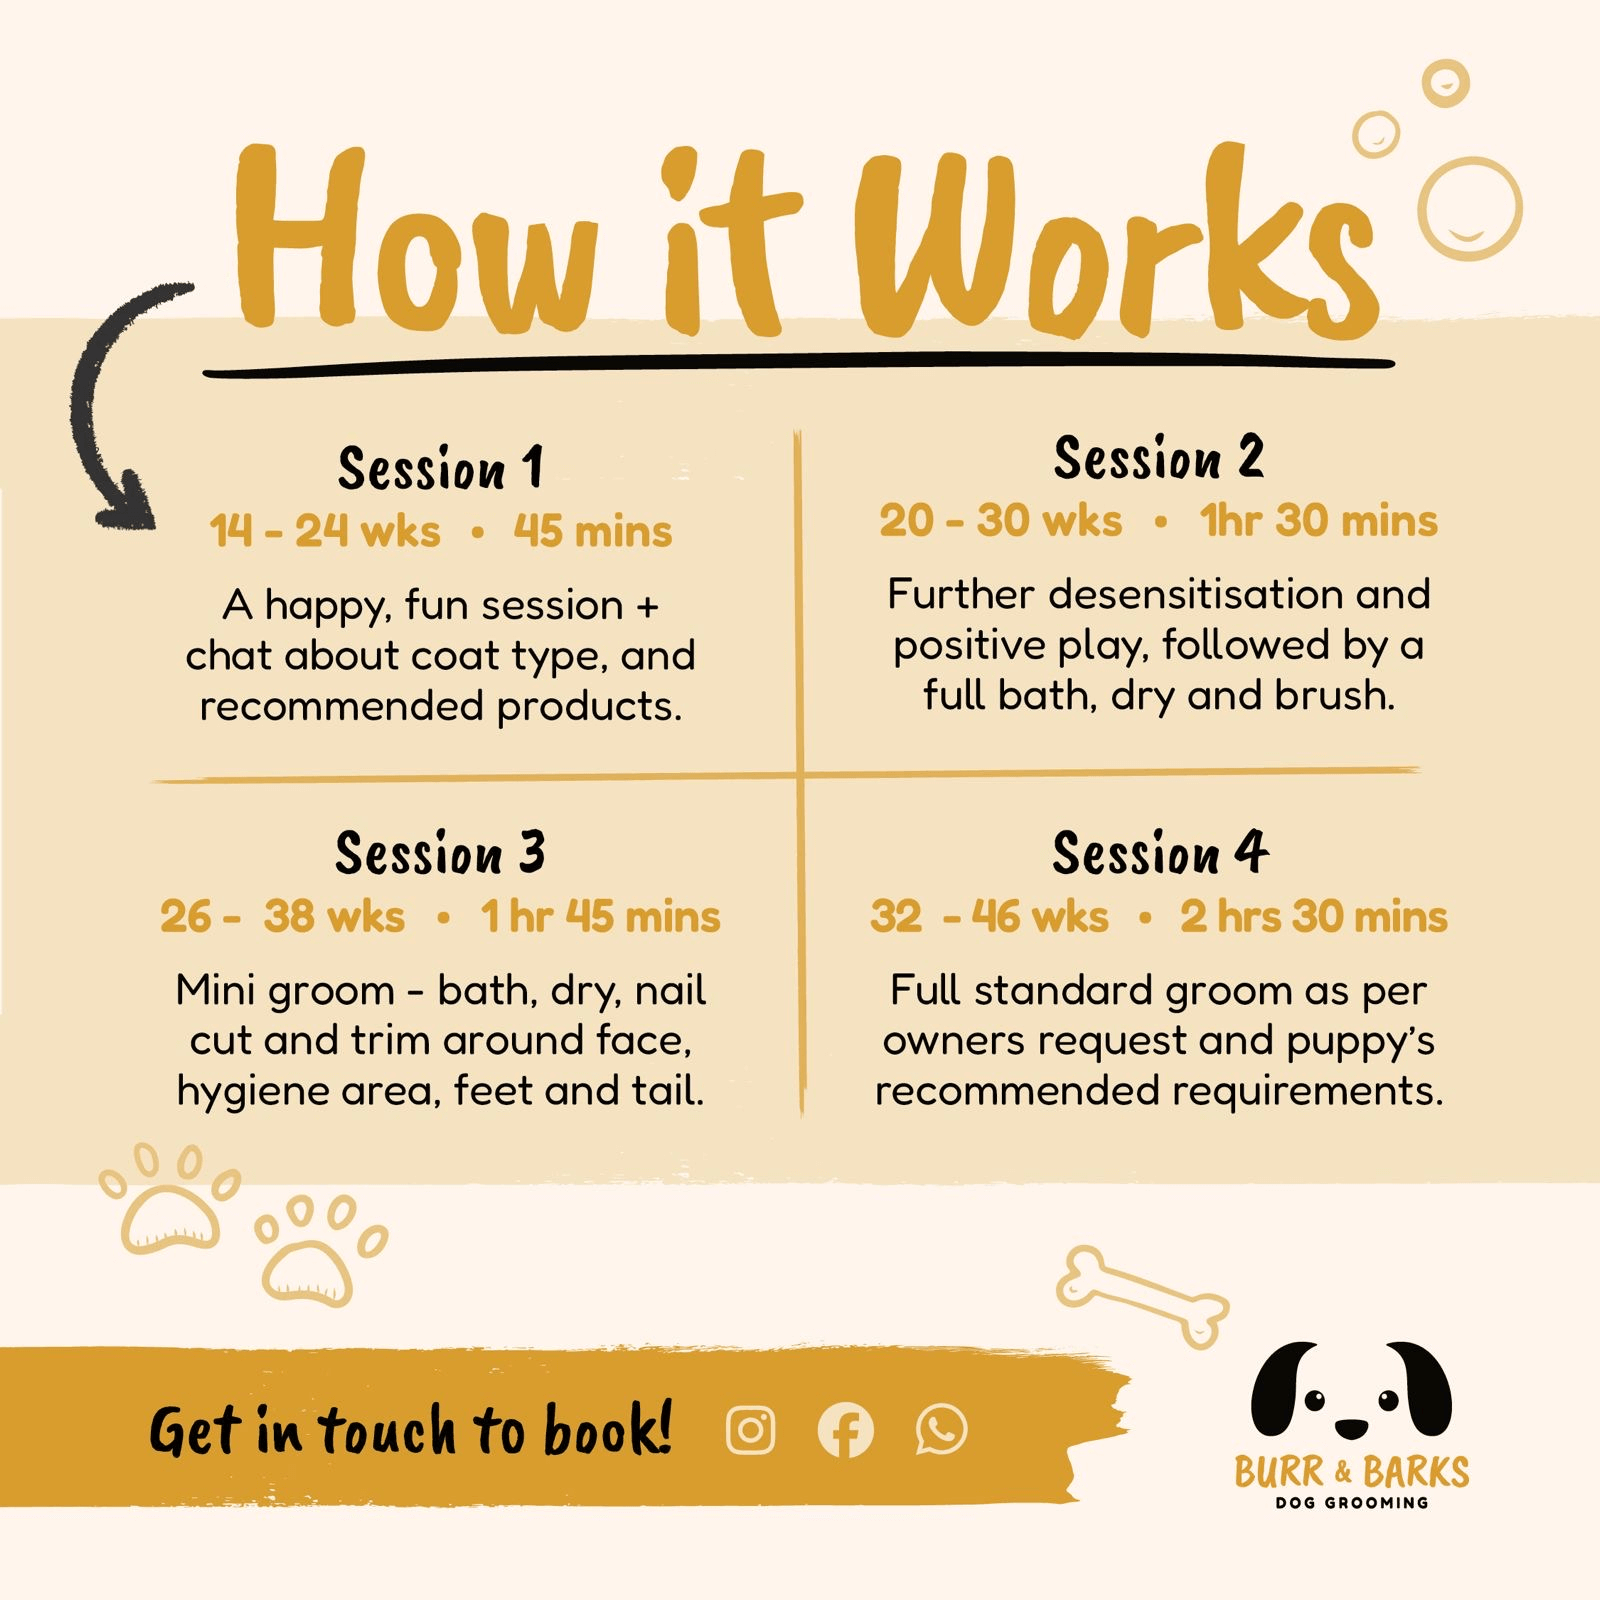 How it Works
Session 1
14 - 24 wks • 45 mins
A happy, fun session +
chat about coat type, and
recommended products.
Session 2
20 - 30 wks • 1hr 30 mins
Further desensitisation and
positive play, followed by a
full bath, dry and brush.
Session 3
26 - 38 wks • 1 hr 45 mins
Mini groom - bath, dry, nail
cut and trim around face,
hygiene area, feet and tail.
Session 4
32 - 46 wks • 2 hrs 30 mins
Full standard groom as per
owners request and puppy's
recommended requirements.
Get in touch to book!
BURR & BARKS
DOG GROOMING